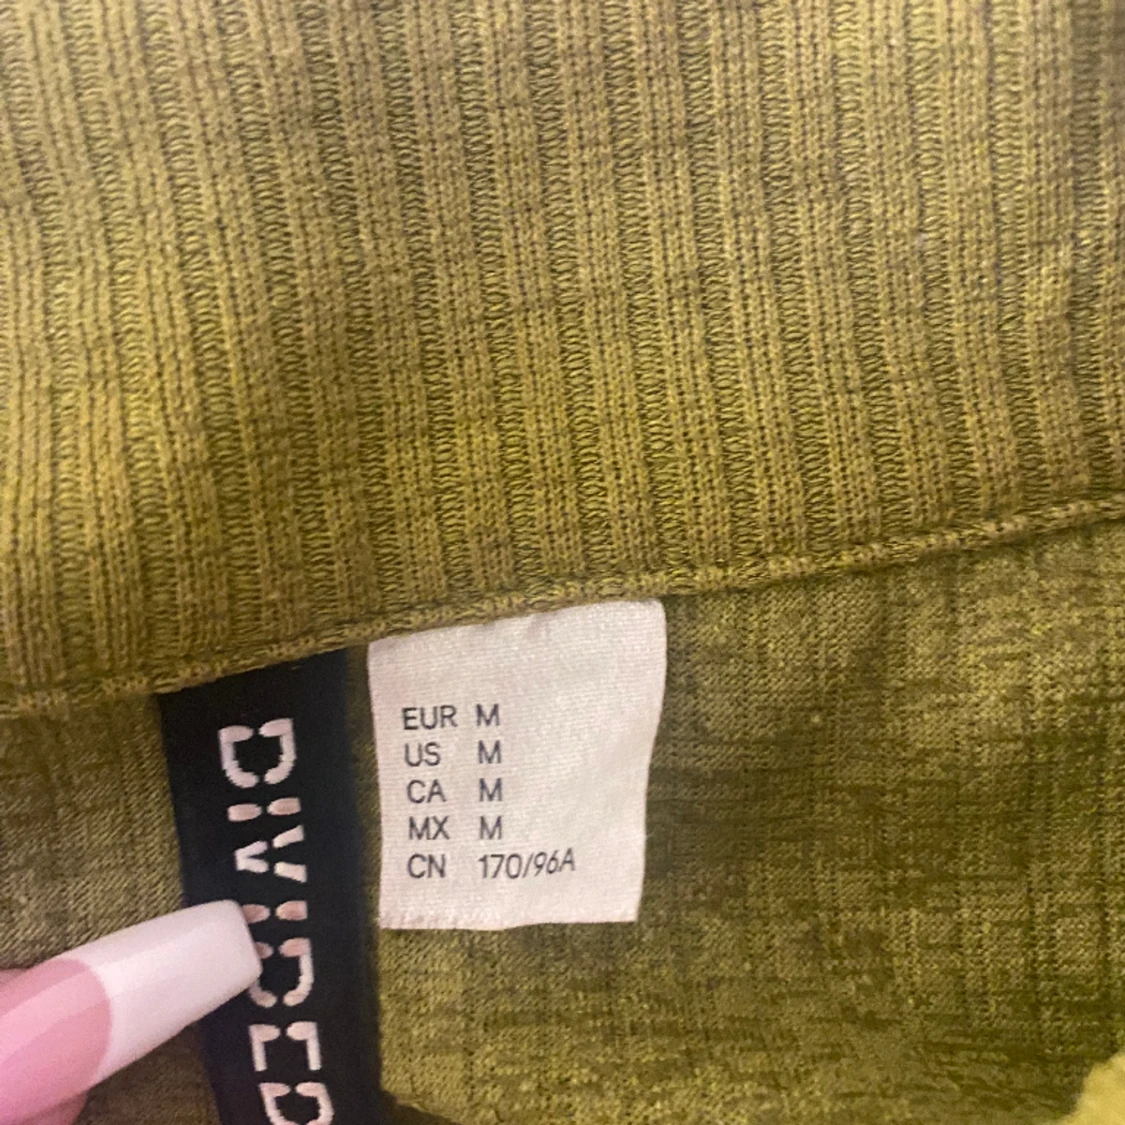 DIVIDED
EUR M
US M
CA M
MX M
CN 170/96A